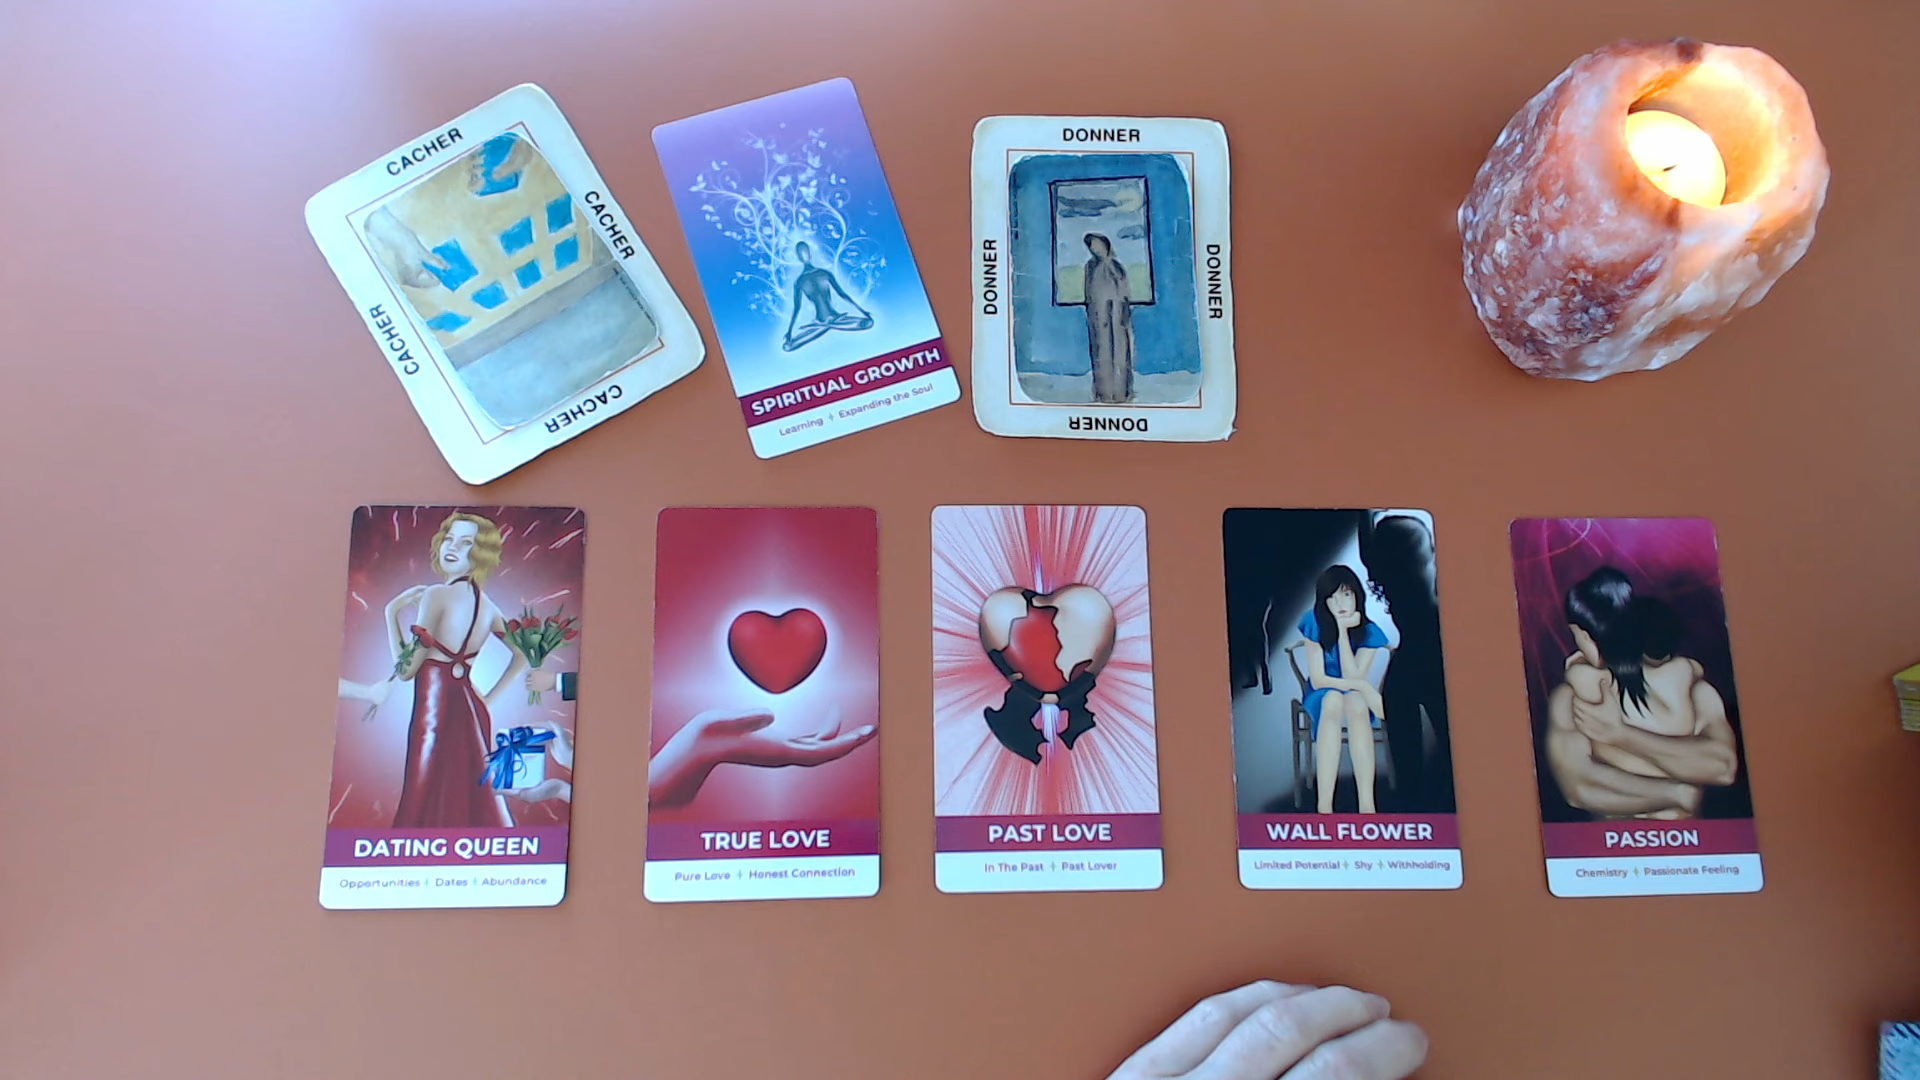 CACHER
CACHER
CACHER
CACHER
SPIRITUAL GROWTH
Learning + Expanding the Soul
DONNER
DONNER
DONNER
DONNER
DATING QUEEN
Opportunities + Dates + Abundance
TRUE LOVE
Pure Love + Honest Connection
PAST LOVE
In The Past + Past Lover
WALL FLOWER
Limited Potential + Shy + Withholding
PASSION
Chemistry + Passionate Feeling